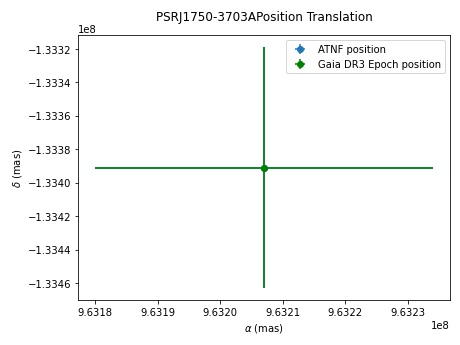 PSRJ1750-3703APosition Translation
1e8
ATNF position
Gaia DR3 Epoch position
−1.3332
−1.3334
−1.3336
−1.3338
−1.3340
−1.3342
−1.3344
−1.3346
δ (mas)
9.6318 9.6319 9.6320 9.6321 9.6322 9.6323
1e8
α (mas)